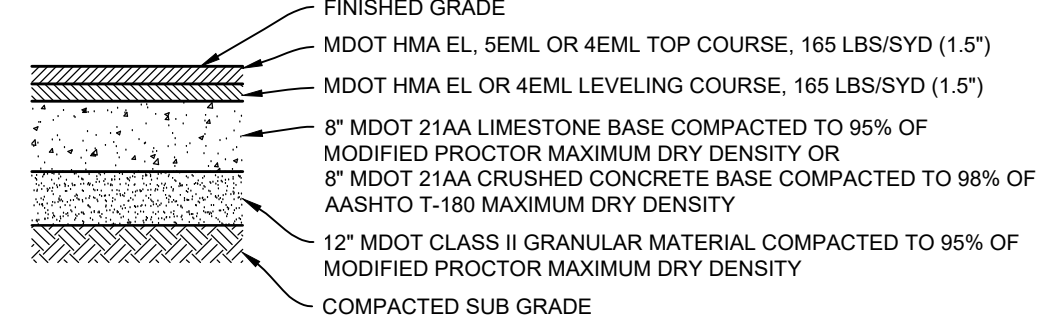 FINISHED GRADE
MDOT HMA EL, 5EML OR 4EML TOP COURSE, 165 LBS/SYD (1.5")
MDOT HMA EL OR 4EML LEVELING COURSE, 165 LBS/SYD (1.5")
8" MDOT 21AA LIMESTONE BASE COMPACTED TO 95% OF
MODIFIED PROCTOR MAXIMUM DRY DENSITY OR
8" MDOT 21AA CRUSHED CONCRETE BASE COMPACTED TO 98% OF
AASHTO T-180 MAXIMUM DRY DENSITY
12" MDOT CLASS II GRANULAR MATERIAL COMPACTED TO 95% OF
MODIFIED PROCTOR MAXIMUM DRY DENSITY
COMPACTED SUB GRADE